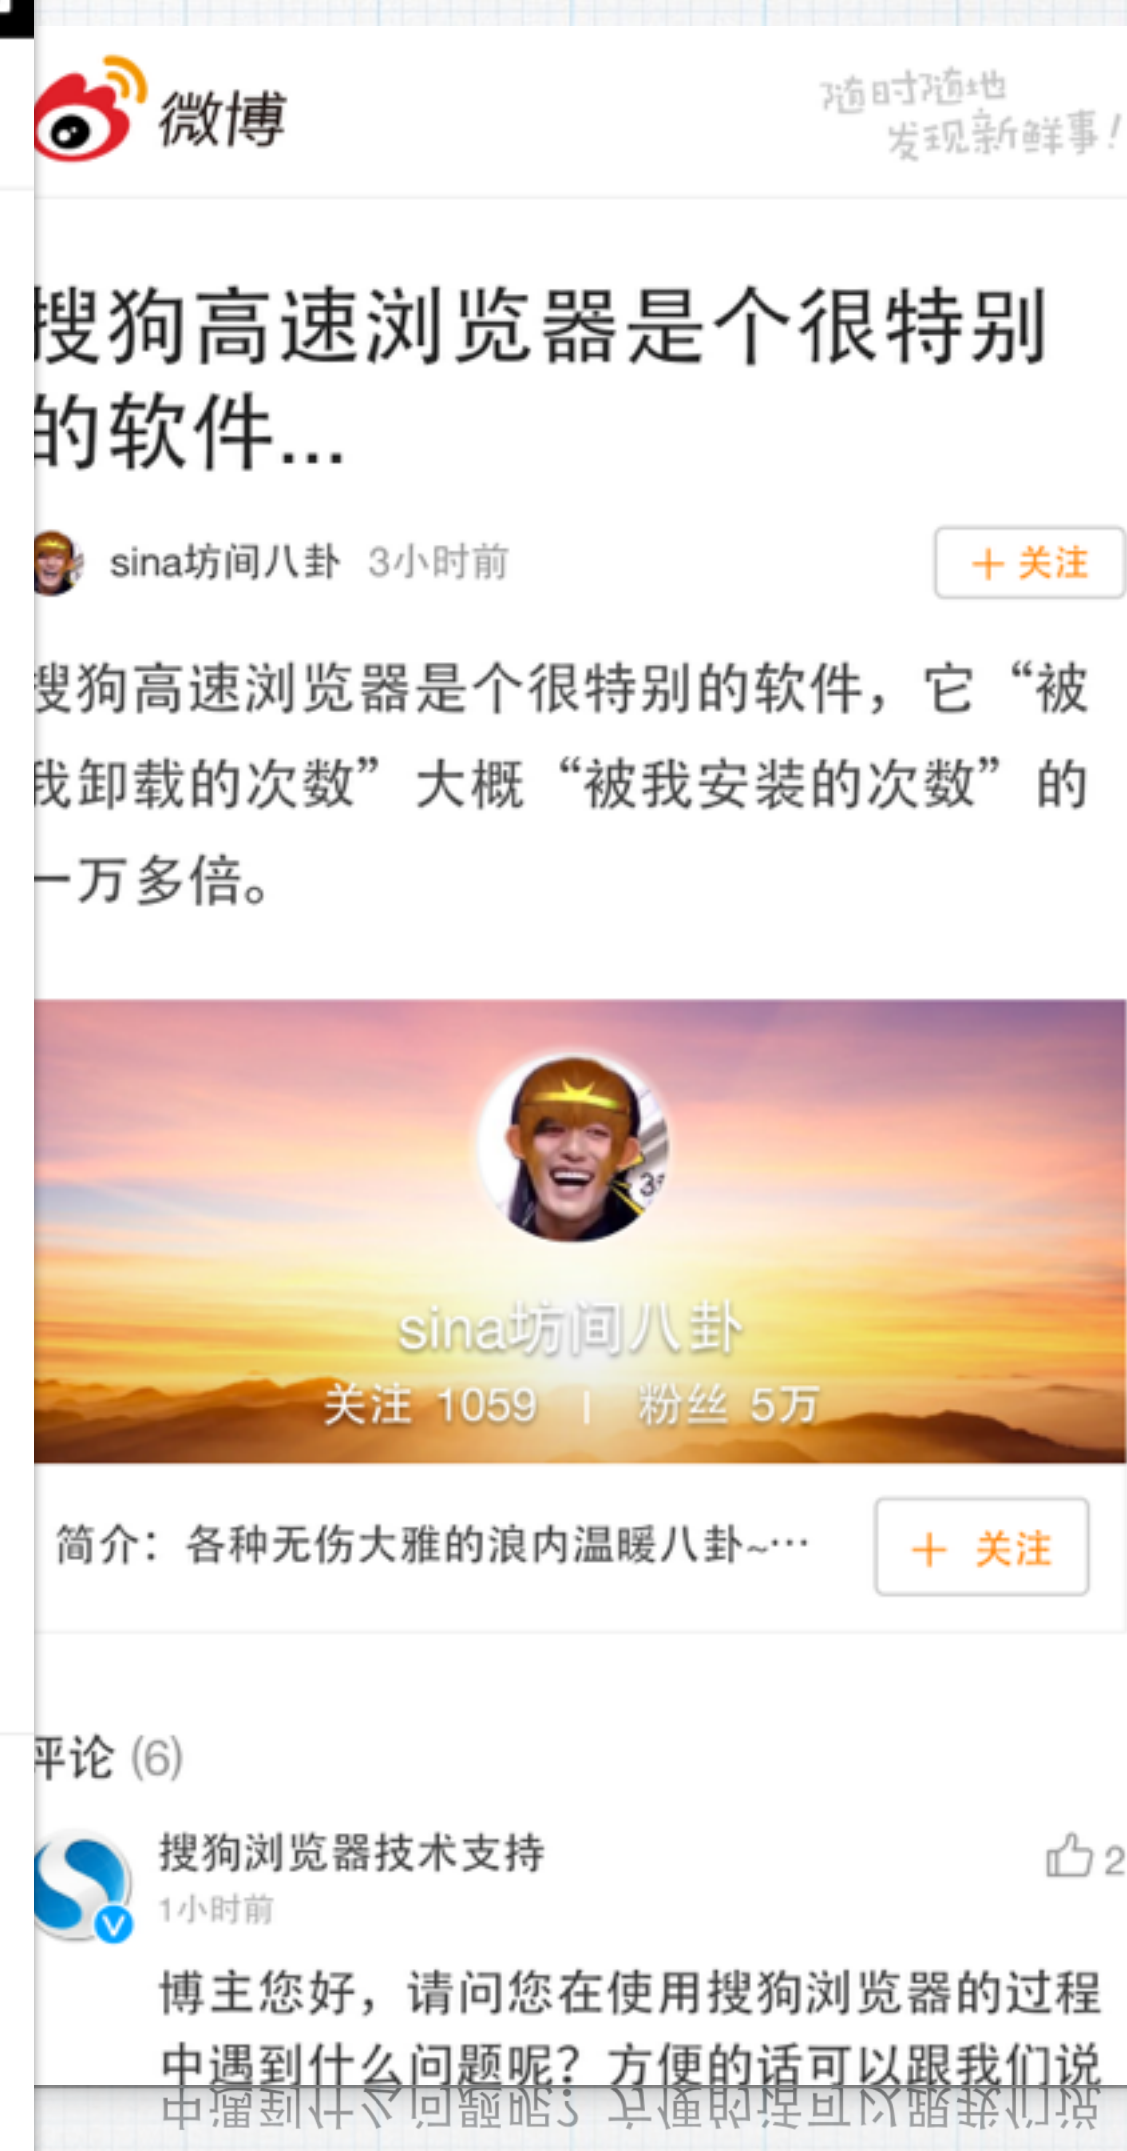 微博
随时随地
发现新鲜事!
搜狗高速浏览器是个很特别
的软件...
sina坊间八卦 3小时前
+ 关注
搜狗高速浏览器是个很特别的软件，它“被
我卸载的次数”大概“被我安装的次数”的
一万多倍。
sina坊间八卦
关注 1059 | 粉丝 5万
简介：各种无伤大雅的浪内温暖八卦~…
+ 关注
评论 (6)
搜狗浏览器技术支持
2
1小时前
博主您好，请问您在使用搜狗浏览器的过程
中遇到什么问题呢？方便的话可以跟我们说